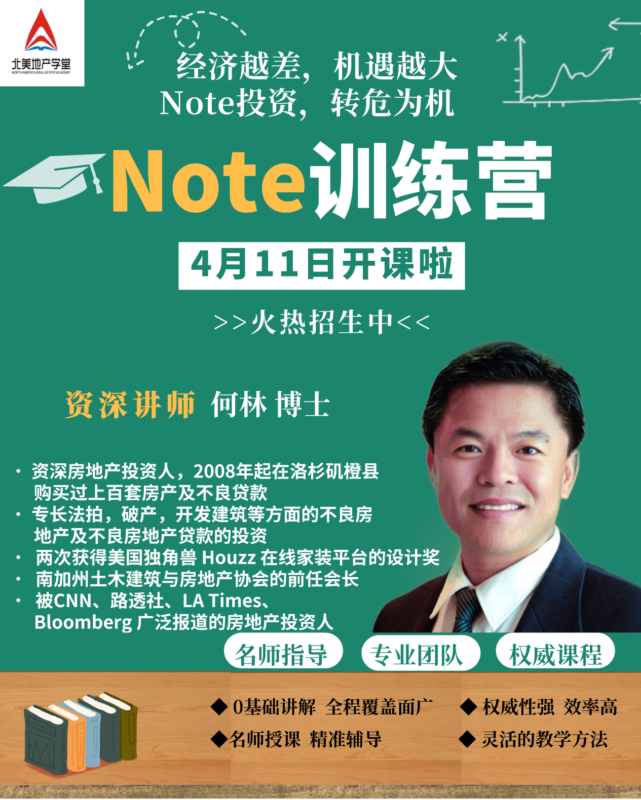 北美地产学堂
NORTH AMERICA REAL ESTATE ACADEMY
经济越差，机遇越大
Note投资，转危为机
Note训练营
4月11日开课啦
>>火热招生中<<
资深讲师 何林 博士
· 资深房地产投资人，2008年起在洛杉矶橙县
购买过上百套房产及不良贷款
· 专长法拍，破产，开发建筑等方面的不良房
地产及不良房地产贷款的投资
· 两次获得美国独角兽 Houzz 在线家装平台的设计奖
· 南加州土木建筑与房地产协会的前任会长
· 被CNN、路透社、LA Times、
Bloomberg 广泛报道的房地产投资人
名师指导 专业团队 权威课程
◆ 0基础讲解 全程覆盖面广 ◆ 权威性强 效率高
◆名师授课 精准辅导 ◆ 灵活的教学方法